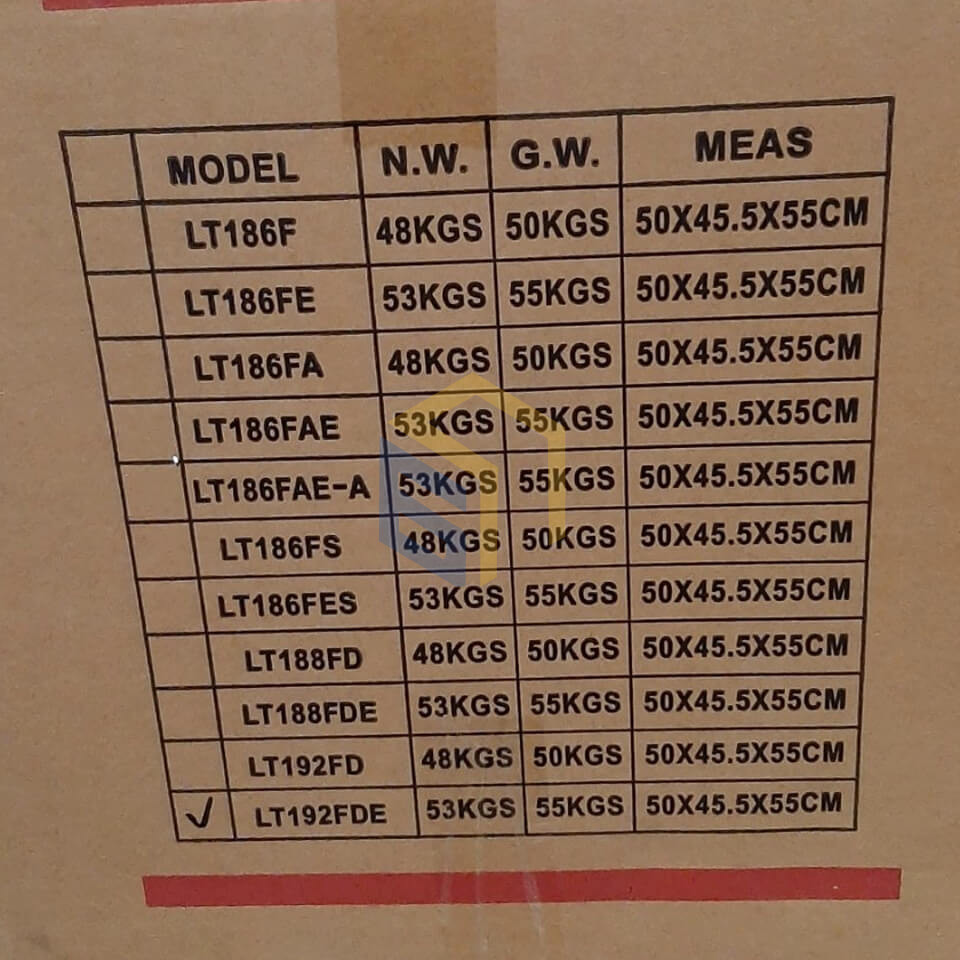 MODEL N.W. G.W. MEAS
LT186F 48KGS 50KGS 50X45.5X55CM
LT186FE 53KGS 55KGS 50X45.5X55CM
LT186FA 48KGS 50KGS 50X45.5X55CM
LT186FAE 53KGS 55KGS 50X45.5X55CM
LT186FAE-A 53KGS 55KGS 50X45.5X55CM
LT186FS 48KGS 50KGS 50X45.5X55CM
LT186FES 53KGS 55KGS 50X45.5X55CM
LT188FD 48KGS 50KGS 50X45.5X55CM
LT188FDE 53KGS 55KGS 50X45.5X55CM
LT192FD 48KGS 50KGS 50X45.5X55CM
✓ LT192FDE 53KGS 55KGS 50X45.5X55CM